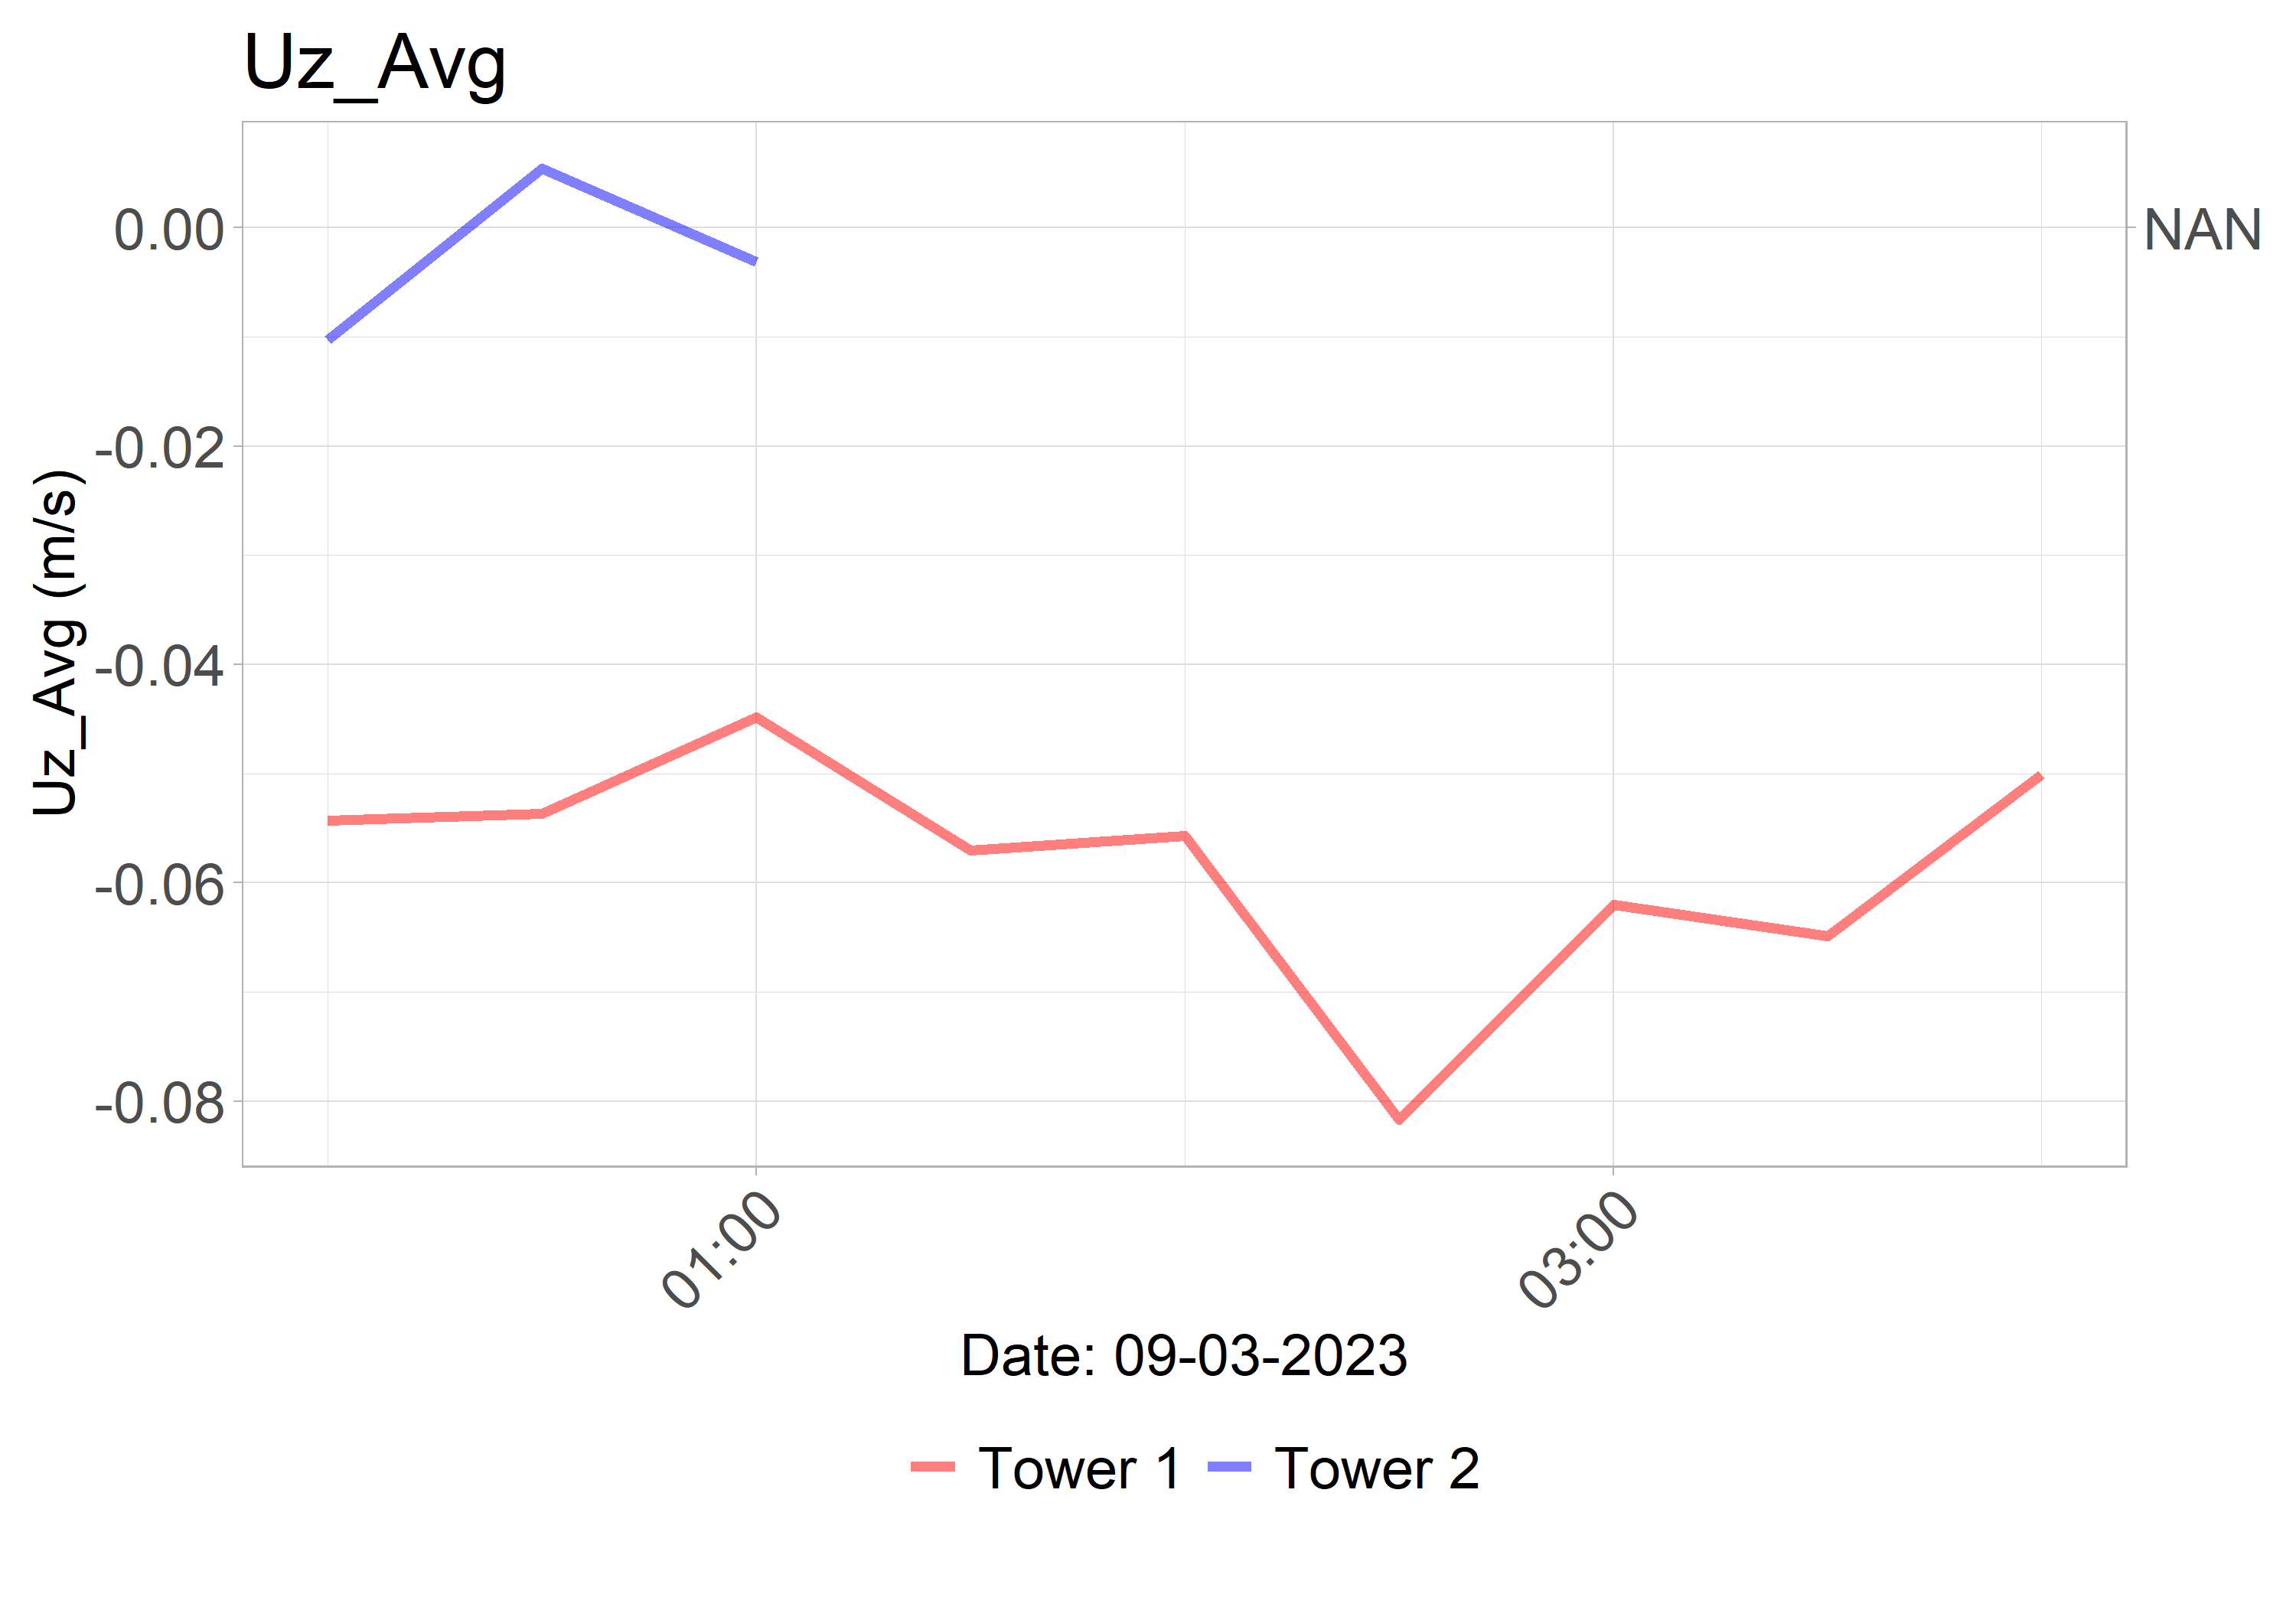 Uz_Avg
0.00
-0.02
-0.04
-0.06
-0.08
NAN
Uz_Avg (m/s)
01:00
03:00
Date: 09-03-2023
Tower 1
Tower 2